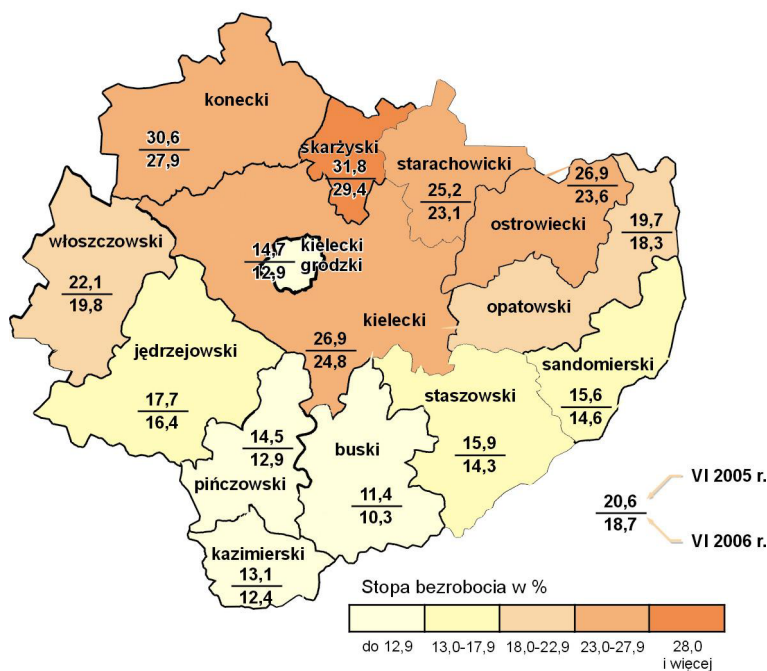 konecki
30,6
27,9
skarżyski
31,8
29,4
starachowicki
25,2
23,1
26,9
23,6
ostrowiecki
19,7
18,3
włoszczowski
22,1
19,8
14,7
12,9
kielecki
grodzki
opatowski
kielecki
26,9
24,8
jędrzejowski
17,7
16,4
sandomierski
15,6
14,6
staszowski
15,9
14,3
14,5
12,9
pińczowski
buski
11,4
10,3
20,6
18,7
VI 2005 r.
VI 2006 r.
kazimierski
13,1
12,4
Stopa bezrobocia w %
do 12,9
13,0-17,9
18,0-22,9
23,0-27,9
28,0
i więcej